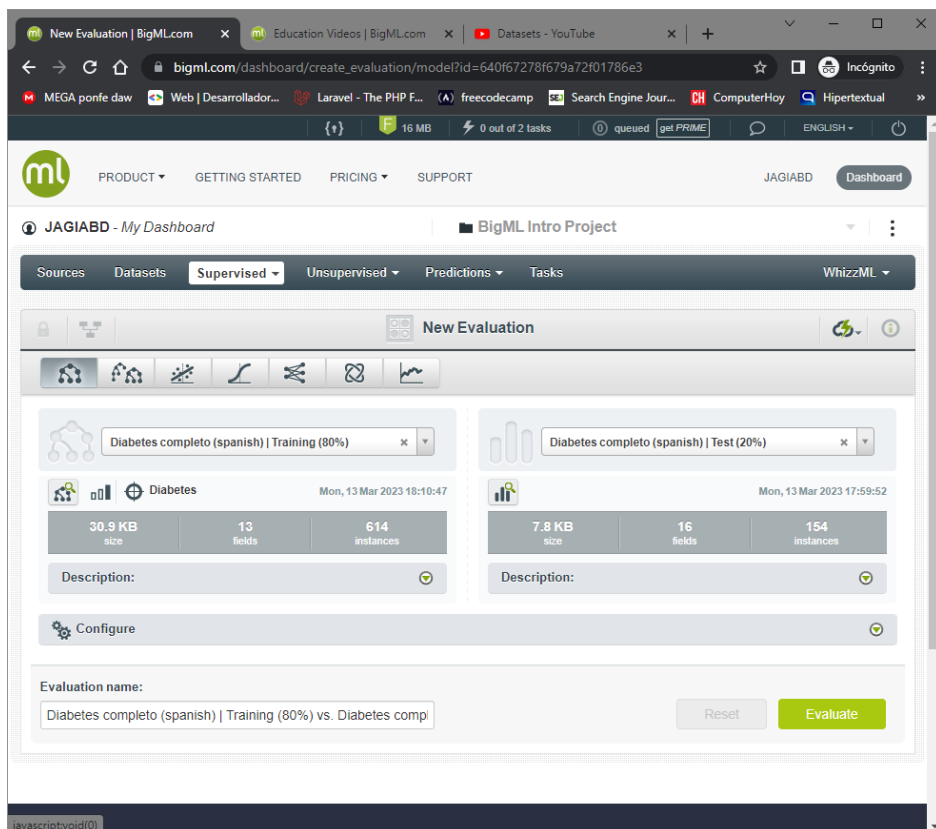 New Evaluation | BigML.com
Education Videos | BigML.com
Datasets - YouTube
bigml.com/dashboard/create_evaluation/model?id=640f67278f679a72f01786e3
Incógnito
MEGA ponfe daw
Web | Desarrollador...
Laravel - The PHP F...
freecodecamp
SEJ Search Engine Jour...
CH ComputerHoy
Hipertextual
»
F 16 MB
0 out of 2 tasks
0 queued
get PRIME
ENGLISH
ml
PRODUCT
GETTING STARTED
PRICING
SUPPORT
JAGIABD
Dashboard
JAGIABD - My Dashboard
BigML Intro Project
Sources
Datasets
Supervised
Unsupervised
Predictions
Tasks
WhizzML
New Evaluation
Diabetes completo (spanish) | Training (80%)
Diabetes completo (spanish) | Test (20%)
Diabetes
Mon, 13 Mar 2023 18:10:47
Mon, 13 Mar 2023 17:59:52
30.9 KB
size
13
fields
614
instances
7.8 KB
size
16
fields
154
instances
Description:
Description:
Configure
Evaluation name:
Diabetes completo (spanish) | Training (80%) vs. Diabetes compl
Reset
Evaluate
javascript:void(0)